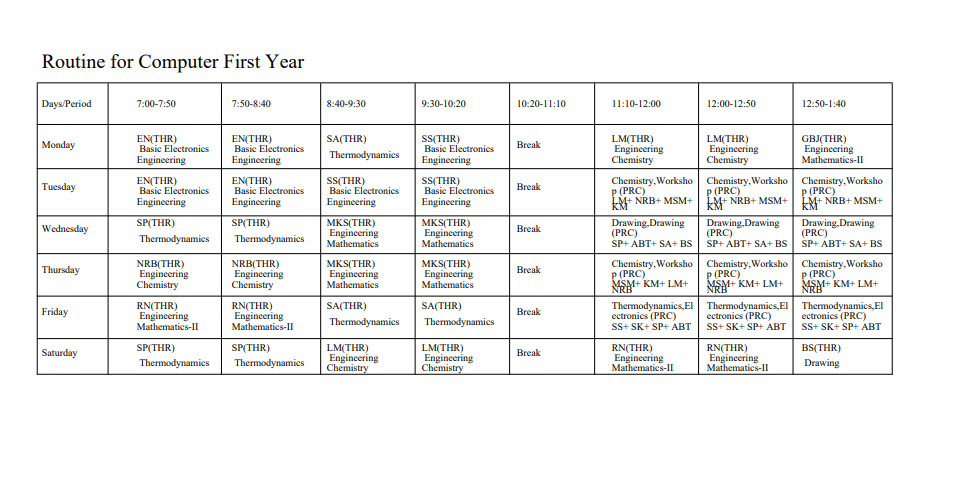 Routine for Computer First Year
Days/Period 7:00-7:50 7:50-8:40 8:40-9:30 9:30-10:20 10:20-11:10 11:10-12:00 12:00-12:50 12:50-1:40
Monday
EN(THR)
Basic Electronics
Engineering
EN(THR)
Basic Electronics
Engineering
SA(THR)
Thermodynamics
SS(THR)
Basic Electronics
Engineering
Break
LM(THR)
Engineering
Chemistry
LM(THR)
Engineering
Chemistry
GBJ(THR)
Engineering
Mathematics-II
Tuesday
EN(THR)
Basic Electronics
Engineering
EN(THR)
Basic Electronics
Engineering
SS(THR)
Basic Electronics
Engineering
SS(THR)
Basic Electronics
Engineering
Break
Chemistry,Worksho
p (PRC)
LM+ NRB+ MSM+
KM
Chemistry,Worksho
p (PRC)
LM+ NRB+ MSM+
KM
Chemistry,Worksho
p (PRC)
LM+ NRB+ MSM+
KM
Wednesday
SP(THR)
Thermodynamics
SP(THR)
Thermodynamics
MKS(THR)
Engineering
Mathematics
MKS(THR)
Engineering
Mathematics
Break
Drawing,Drawing
(PRC)
SP+ ABT+ SA+ BS
Drawing,Drawing
(PRC)
SP+ ABT+ SA+ BS
Drawing,Drawing
(PRC)
SP+ ABT+ SA+ BS
Thursday
NRB(THR)
Engineering
Chemistry
NRB(THR)
Engineering
Chemistry
MKS(THR)
Engineering
Mathematics
MKS(THR)
Engineering
Mathematics
Break
Chemistry,Worksho
p (PRC)
MSM+ KM+ LM+
NRB
Chemistry,Worksho
p (PRC)
MSM+ KM+ LM+
NRB
Chemistry,Worksho
p (PRC)
MSM+ KM+ LM+
NRB
Friday
RN(THR)
Engineering
Mathematics-II
RN(THR)
Engineering
Mathematics-II
SA(THR)
Thermodynamics
SA(THR)
Thermodynamics
Break
Thermodynamics,El
ectronics (PRC)
SS+ SK+ SP+ ABT
Thermodynamics,El
ectronics (PRC)
SS+ SK+ SP+ ABT
Thermodynamics,El
ectronics (PRC)
SS+ SK+ SP+ ABT
Saturday
SP(THR)
Thermodynamics
SP(THR)
Thermodynamics
LM(THR)
Engineering
Chemistry
LM(THR)
Engineering
Chemistry
Break
RN(THR)
Engineering
Mathematics-II
RN(THR)
Engineering
Mathematics-II
BS(THR)
Drawing